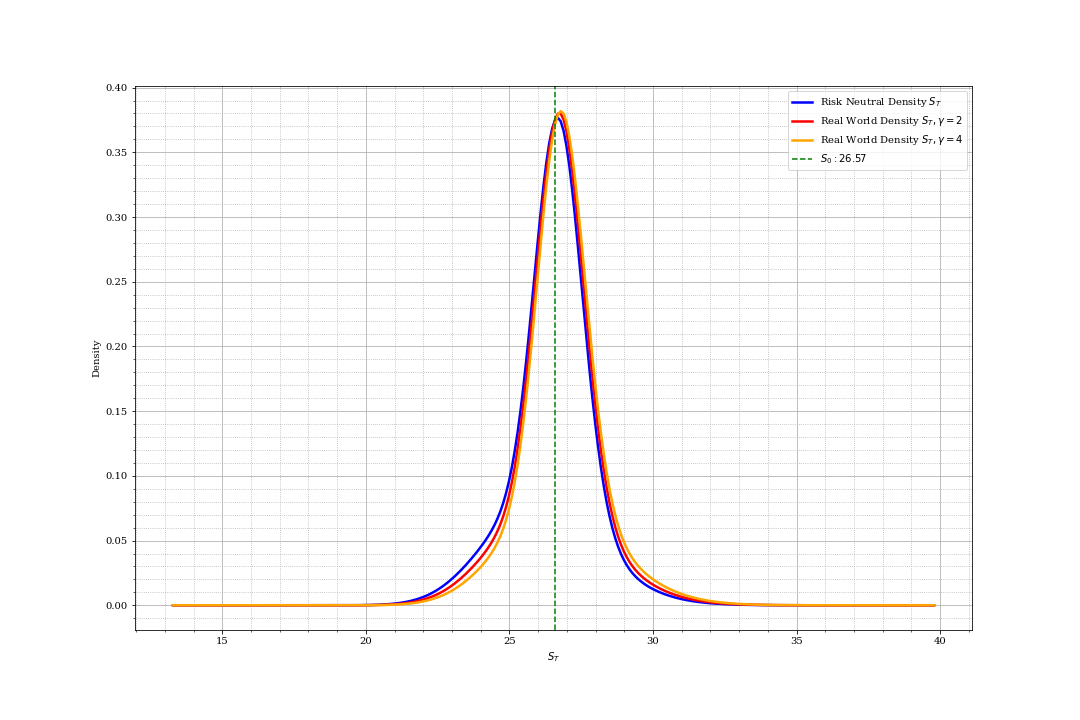 0.40
0.35
0.30
0.25
0.20
0.15
0.10
0.05
0.00
Density
15 20 25 30 35 40
S_T
Risk Neutral Density S_T
Real World Density S_T, γ = 2
Real World Density S_T, γ = 4
S_0 : 26.57